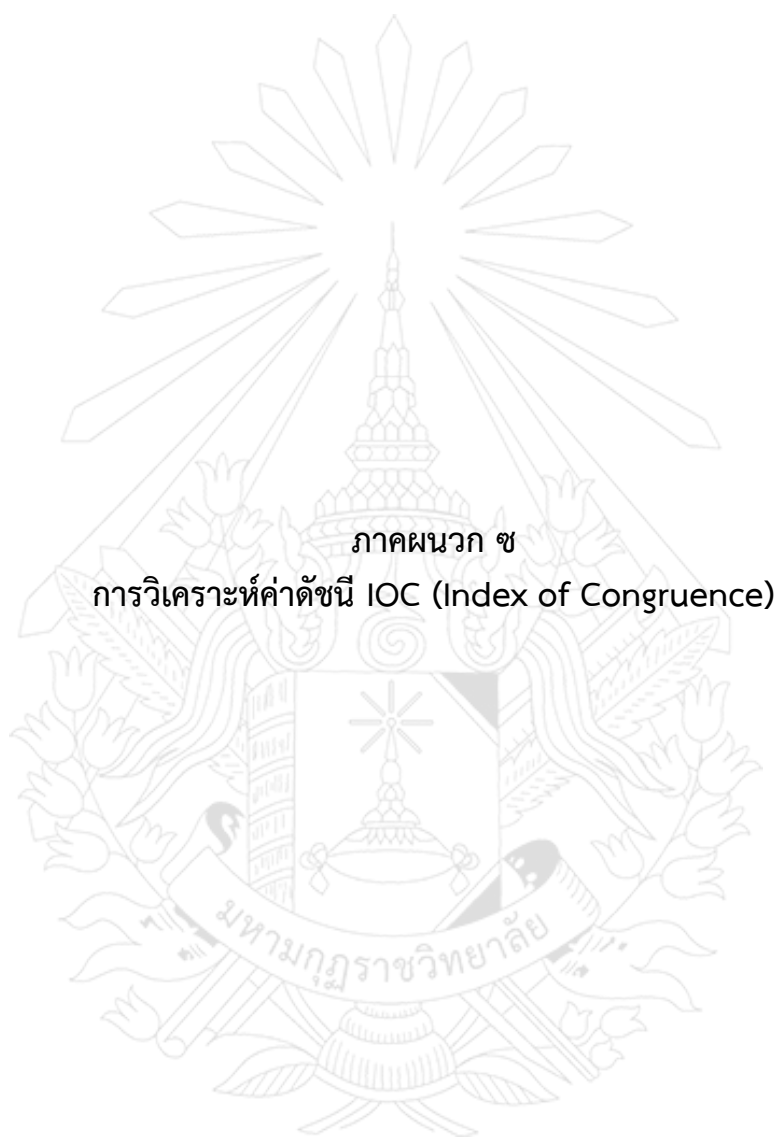 ภาคผนวก ซ
การวิเคราะห์ค่าดัชนี IOC (Index of Congruence)
มหามกุฏราชวิทยาลัย